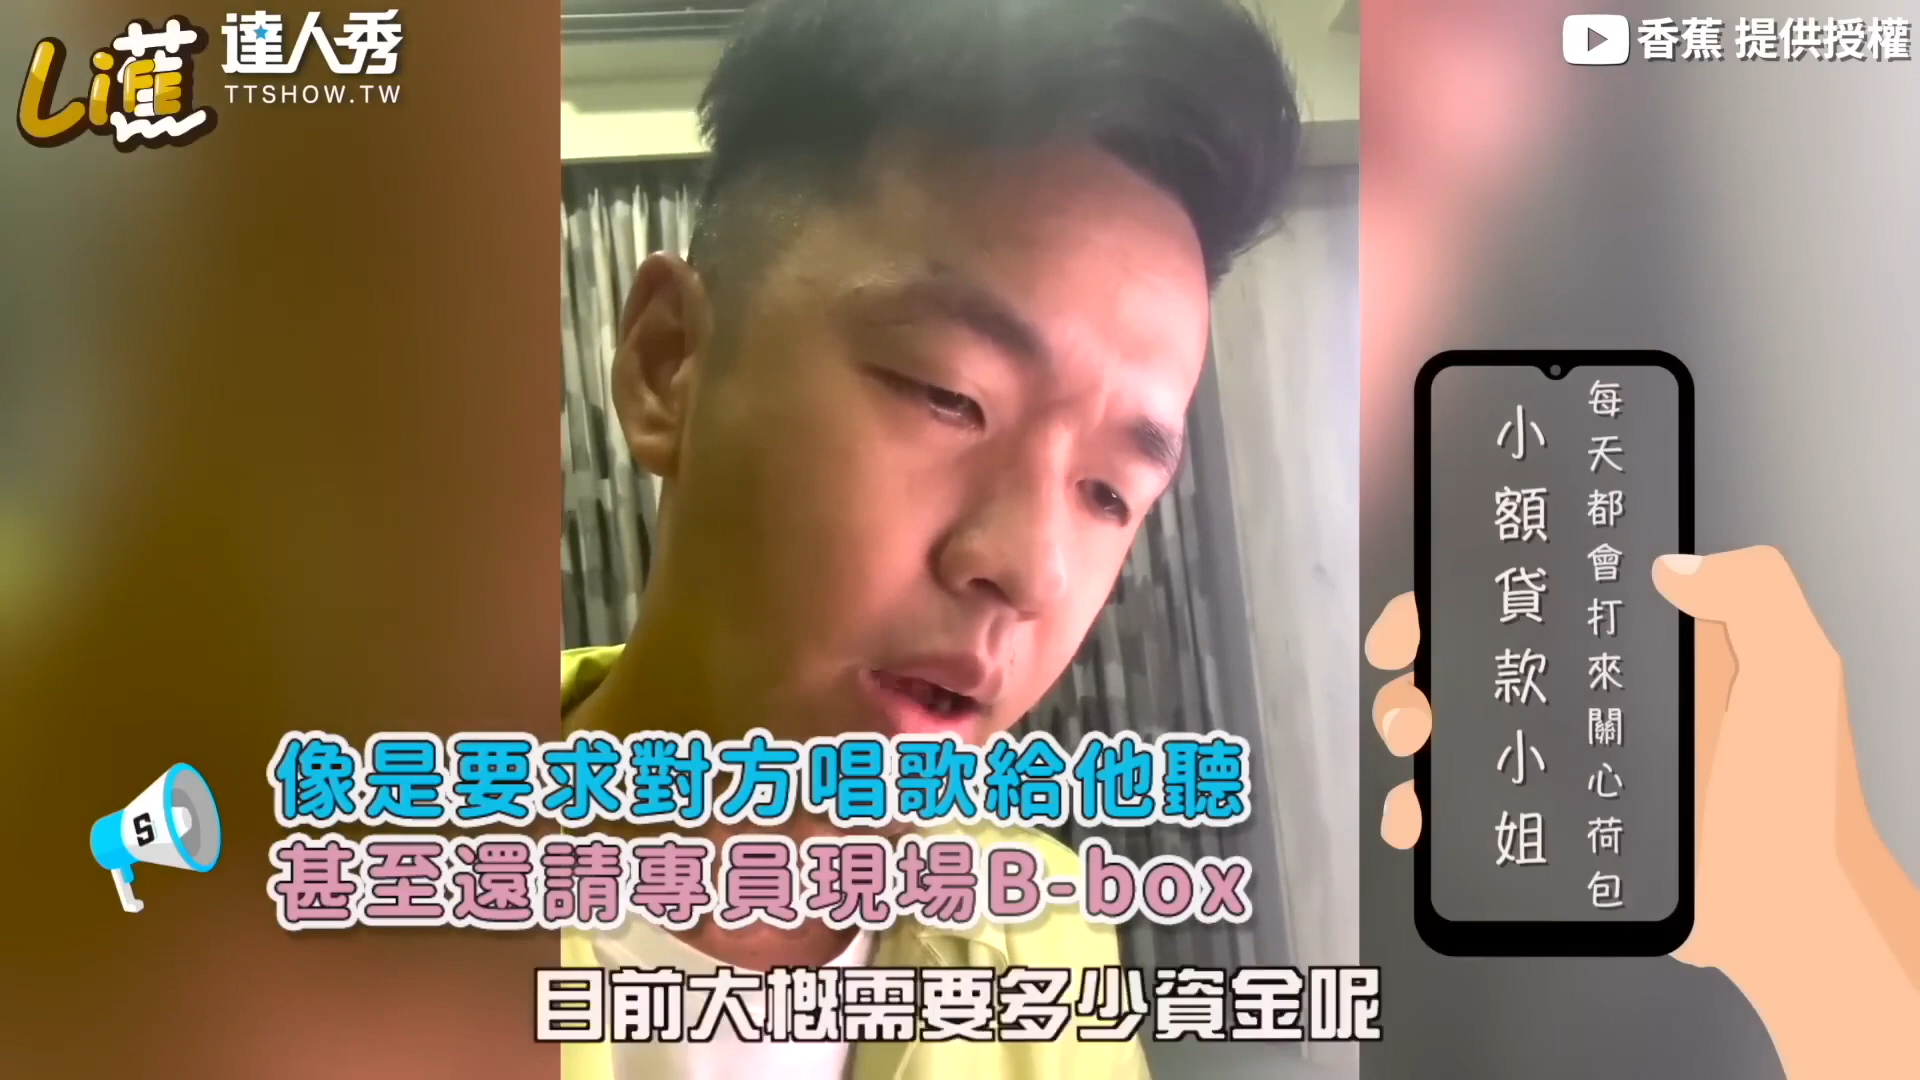 Li蕉
達人秀
TTSHOW.TW
香蕉 提供授權
每天都會打來關心荷包
小額貸款小姐
S
像是要求對方唱歌給他聽
甚至還請專員現場B-box
目前大概需要多少資金呢